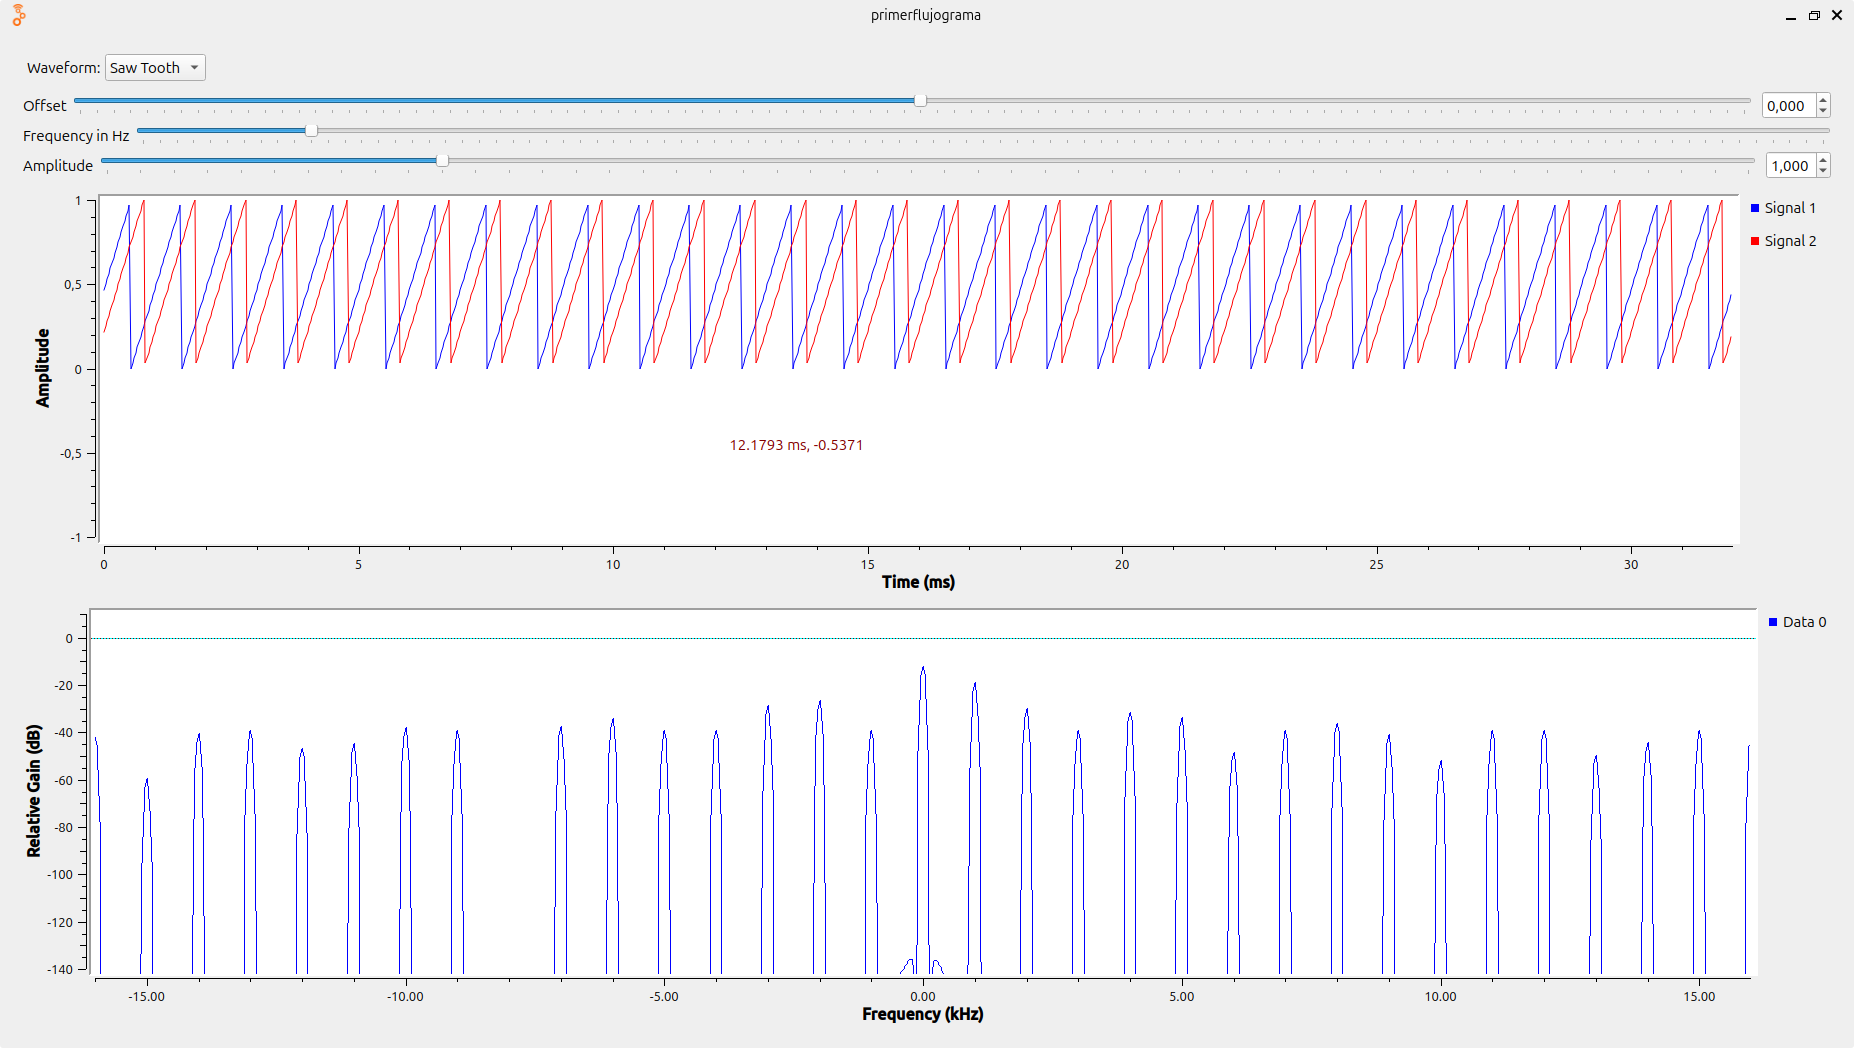 primerflujograma
Waveform: Saw Tooth
Offset 0,000
Frequency in Hz
Amplitude 1,000
Signal 1
Signal 2
1
0,5
0
-0,5
-1
Amplitude
12.1793 ms, -0.5371
0 5 10 15 20 25 30
Time (ms)
Data 0
0
-20
-40
-60
-80
-100
-120
-140
Relative Gain (dB)
-15.00 -10.00 -5.00 0.00 5.00 10.00 15.00
Frequency (kHz)